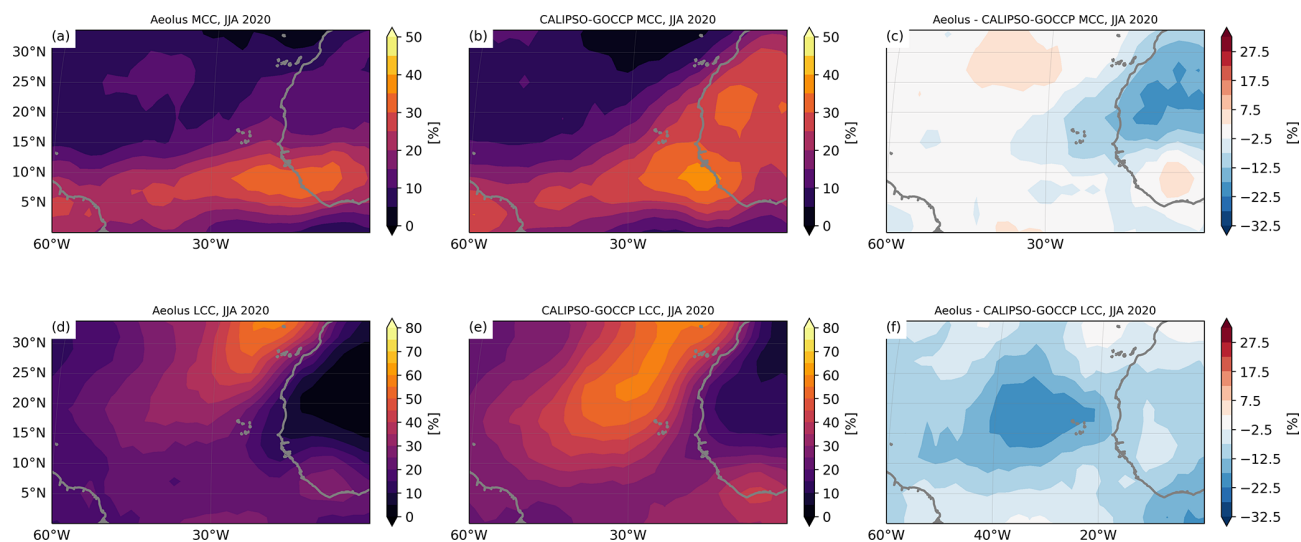 Aeolus MCC, JJA 2020
(a)
30°N
25°N
20°N
15°N
10°N
5°N
60°W
30°W
50
40
30
20
10
0
[%]
CALIPSO-GOCCP MCC, JJA 2020
(b)
60°W
30°W
50
40
30
20
10
0
[%]
Aeolus - CALIPSO-GOCCP MCC, JJA 2020
(c)
60°W
30°W
27.5
17.5
7.5
−2.5
−12.5
−22.5
−32.5
[%]
Aeolus LCC, JJA 2020
(d)
30°N
25°N
20°N
15°N
10°N
5°N
60°W
30°W
80
70
60
50
40
30
20
10
0
[%]
CALIPSO-GOCCP LCC, JJA 2020
(e)
60°W
30°W
80
70
60
50
40
30
20
10
0
[%]
Aeolus - CALIPSO-GOCCP LCC, JJA 2020
(f)
60°W
40°W
20°W
27.5
17.5
7.5
−2.5
−12.5
−22.5
−32.5
[%]